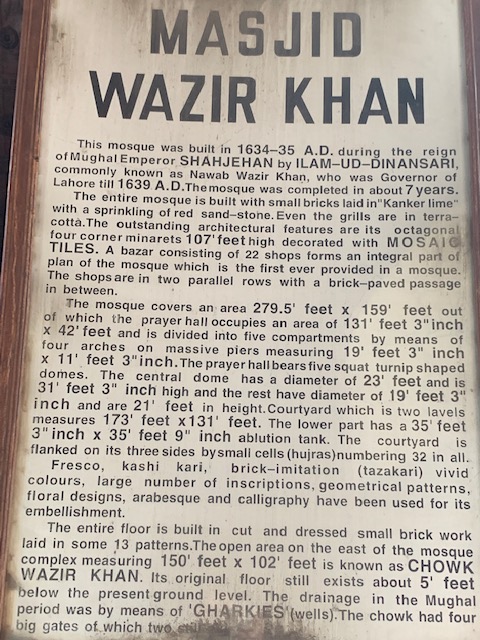 MASJID
WAZIR KHAN
This mosque was built in 1634–35 A.D. during the reign
of Mughal Emperor SHAHJEHAN by ILAM–UD–DINANSARI,
commonly known as Nawab Wazir Khan, who was Governor of
Lahore till 1639 A.D.The mosque was completed in about 7 years.
The entire mosque is built with small bricks laid in"Kanker lime"
with a sprinkling of red sand–stone. Even the grills are in terra–
cotta.The outstanding architectural features are its octagonal
four corner minarets 107' feet high decorated with MOSAIC
TILES. A bazar consisting of 22 shops forms an integral part of
plan of the mosque which is the first ever provided in a mosque.
The shops are in two parallel rows with a brick–paved passage
in between.
The mosque covers an area 279.5' feet x 159' feet out
of which the prayer hall occupies an area of 131' feet 3"inch
x 42' feet and is divided into five compartments by means of
four arches on massive piers measuring 19' feet 3" inch
x 11' feet 3"inch.The prayer hall bears five squat turnip shaped
domes. The central dome has a diameter of 23' feet and is
31' feet 3" inch high and the rest have diameter of 19' feet 3"
inch and are 21' feet in height. Courtyard which is two lavels
measures 173' feet x131' feet. The lower part has a 35' feet
3"inch x 35' feet 9" inch ablution tank. The courtyard is
flanked on its three sides by small cells (hujras) numbering 32 in all.
Fresco, kashi kari, brick–imitation (tazakari) vivid
colours, large number of inscriptions, geometrical patterns,
floral designs, arabesque and calligraphy have been used for its
embellishment.
The entire floor is built in cut and dressed small brick work
laid in some 13 patterns.The open area on the east of the mosque
complex measuring 150' feet x 102' feet is known as CHOWK
WAZIR KHAN. Its original floor still exists about 5' feet
below the present ground level. The drainage in the Mughal
period was by means of 'GHARKIES'(wells).The chowk had four
big gates of which two